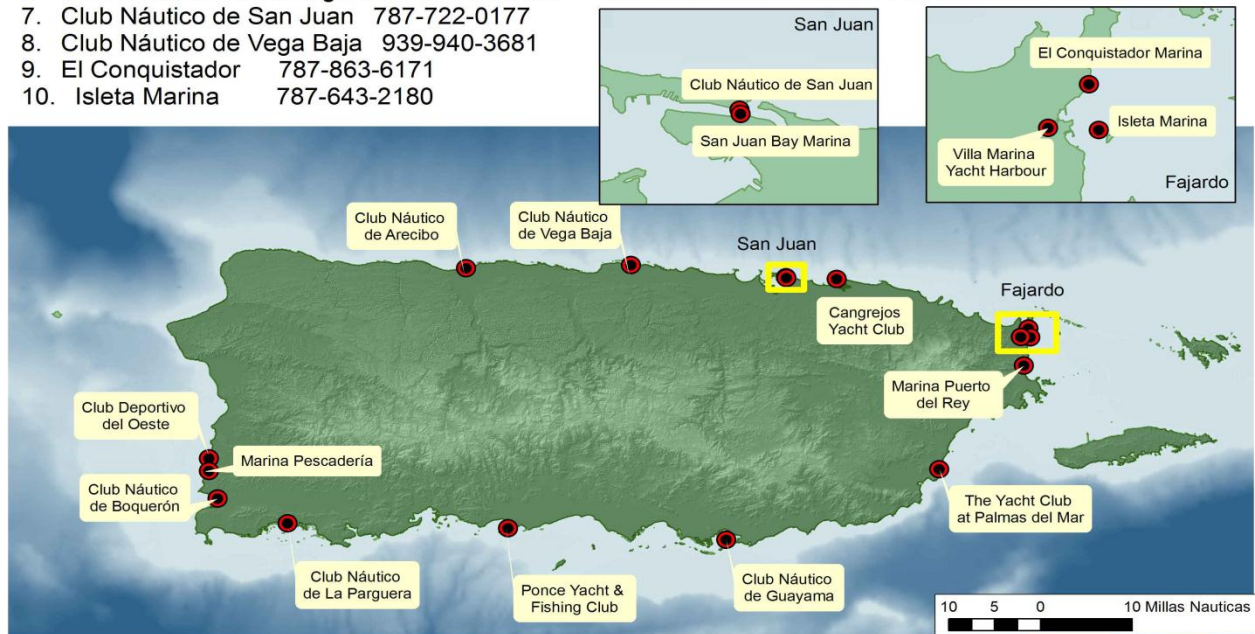 7. Club Náutico de San Juan 787-722-0177
8. Club Náutico de Vega Baja 939-940-3681
9. El Conquistador 787-863-6171
10. Isleta Marina 787-643-2180
San Juan
Club Náutico de San Juan
San Juan Bay Marina
El Conquistador Marina
Isleta Marina
Villa Marina
Yacht Harbour
Fajardo
Club Náutico
de Arecibo
Club Náutico
de Vega Baja
San Juan
Cangrejos
Yacht Club
Fajardo
Marina Puerto
del Rey
Club Deportivo
del Oeste
Marina Pescadería
Club Náutico
de Boquerón
The Yacht Club
at Palmas del Mar
Club Náutico
de La Parguera
Ponce Yacht &
Fishing Club
Club Náutico
de Guayama
10 5 0 10 Millas Nauticas